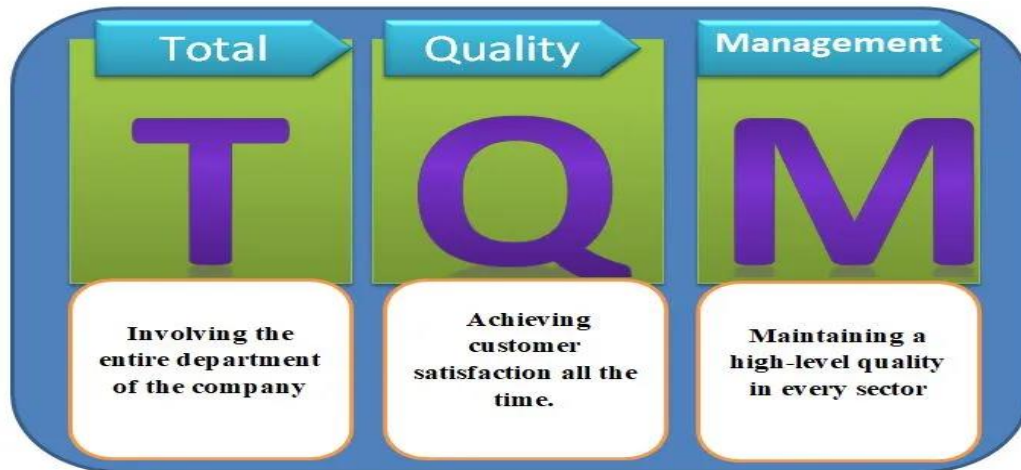 Total
T
Involving the
entire department
of the company
Quality
Q
Achieving
customer
satisfaction all the
time.
Management
M
Maintaining a
high-level quality
in every sector